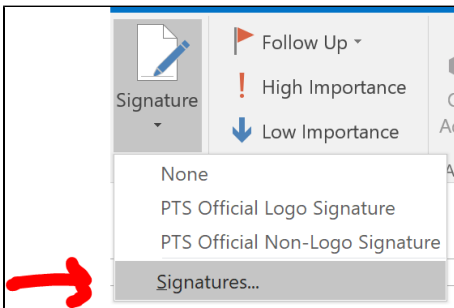 Signature
Follow Up
High Importance
Low Importance
None
PTS Official Logo Signature
PTS Official Non-Logo Signature
Signatures...